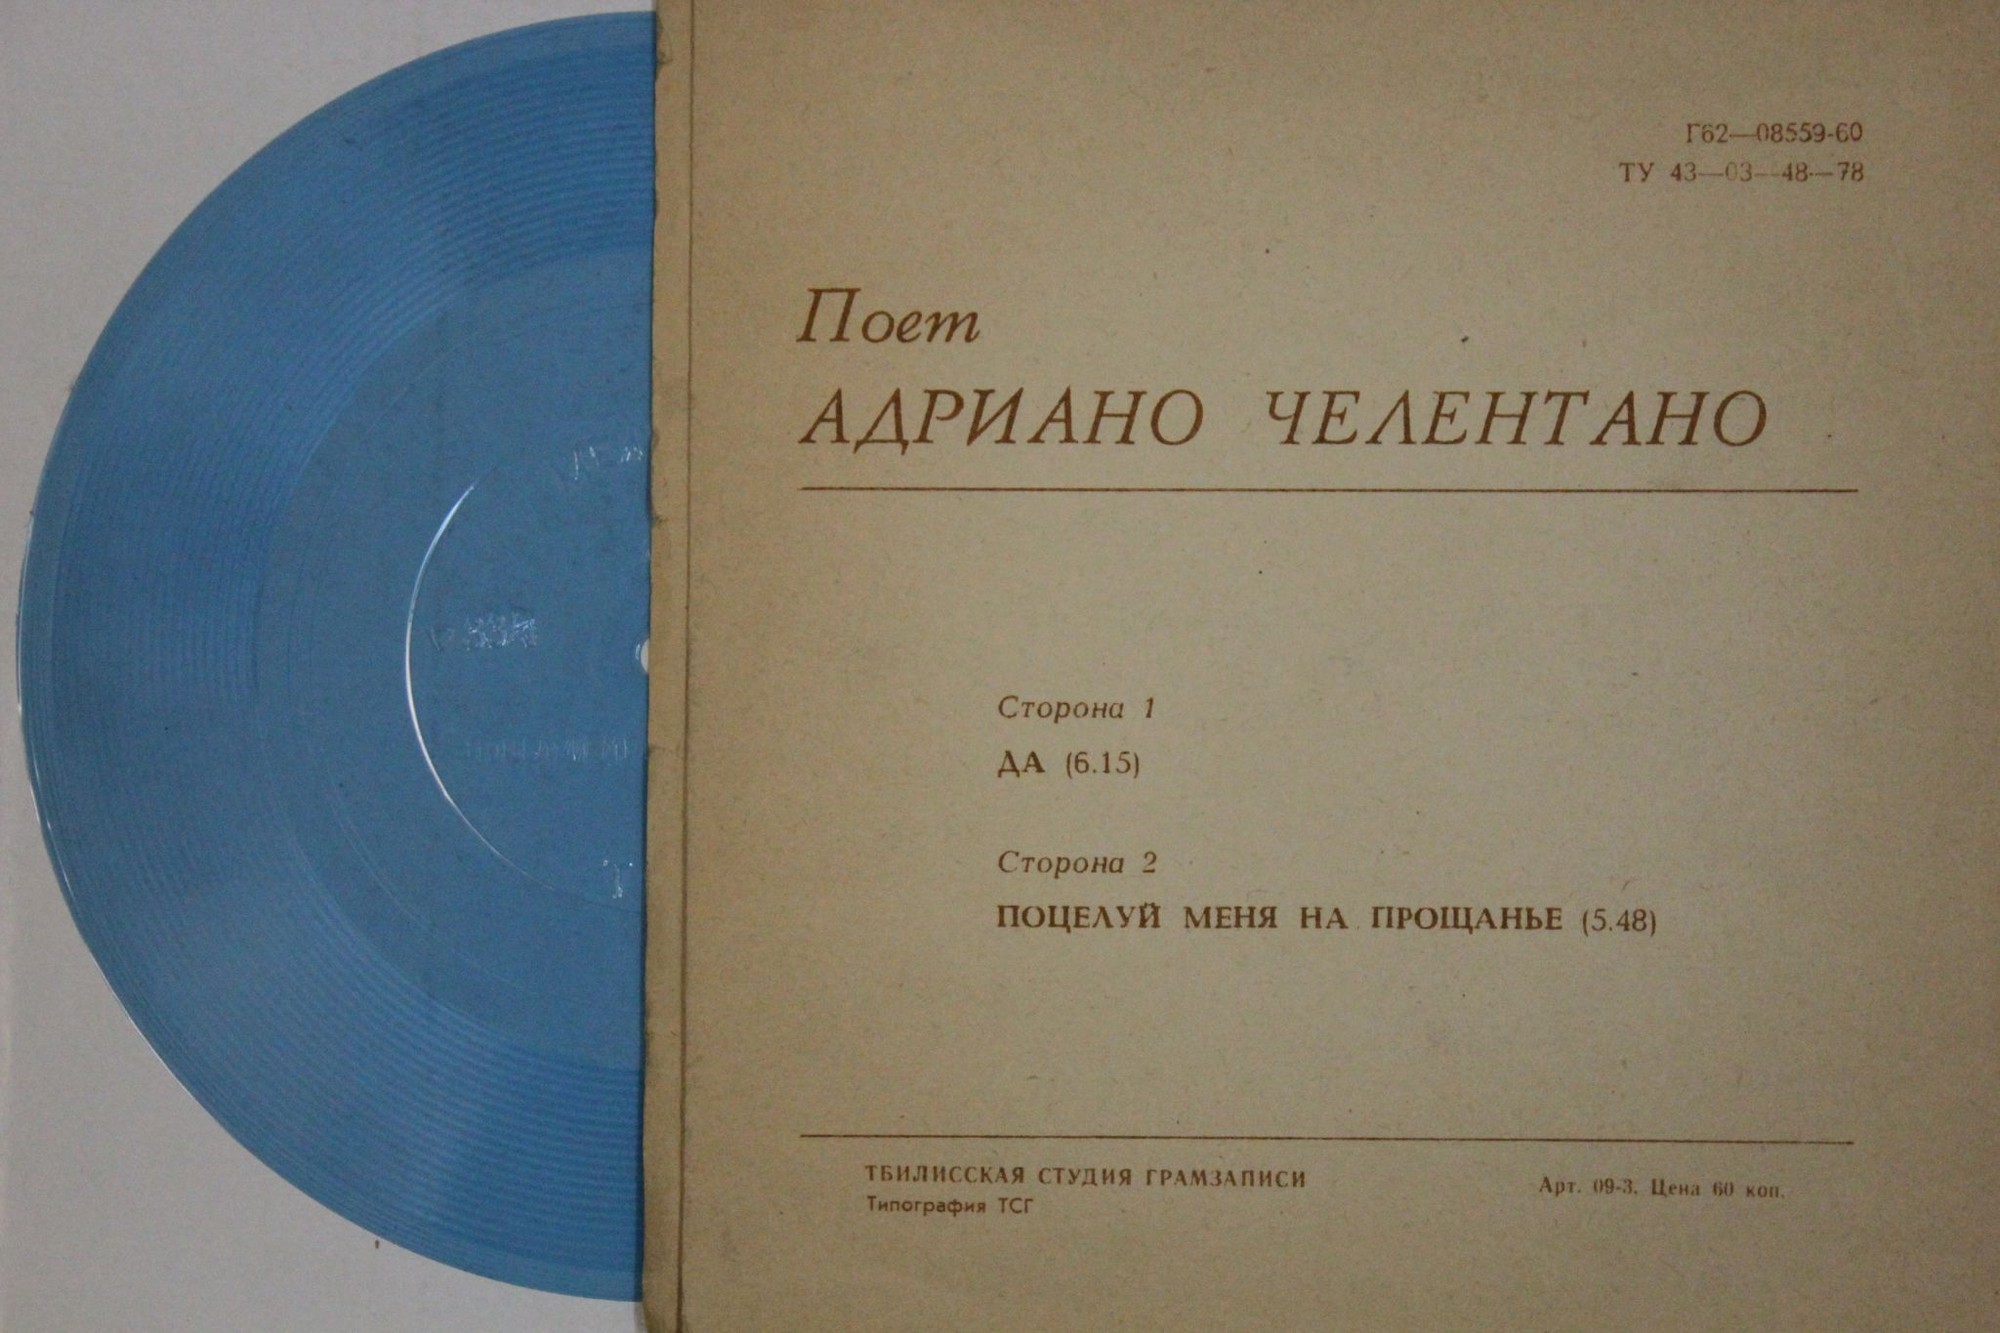 Г62—08559-60
ТУ 43—03—48—78
Поет
АДРИАНО ЧЕЛЕНТАНО
Сторона 1
ДА (6.15)
Сторона 2
ПОЦЕЛУЙ МЕНЯ НА ПРОЩАНЬЕ (5.48)
ТБИЛИССКАЯ СТУДИЯ ГРАМЗАПИСИ
Типография ТСГ
Арт. 09-3. Цена 60 коп.